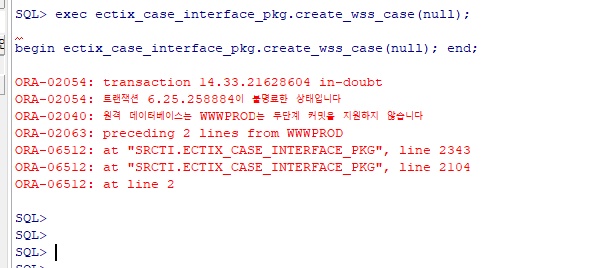 SQL> exec ectix_case_interface_pkg.create_wss_case(null);
begin ectix_case_interface_pkg.create_wss_case(null); end;
ORA-02054: transaction 14.33.21628604 in-doubt
ORA-02054: 트랜잭션 6.25.258884이 불명료한 상태입니다
ORA-02040: 원격 데이터베이스는 WWWPROD는 두단계 커밋을 지원하지 않습니다
ORA-02063: preceding 2 lines from WWWPROD
ORA-06512: at "SRCTI.ECTIX_CASE_INTERFACE_PKG", line 2343
ORA-06512: at "SRCTI.ECTIX_CASE_INTERFACE_PKG", line 2104
ORA-06512: at line 2
SQL>
SQL>
SQL>
SQL>